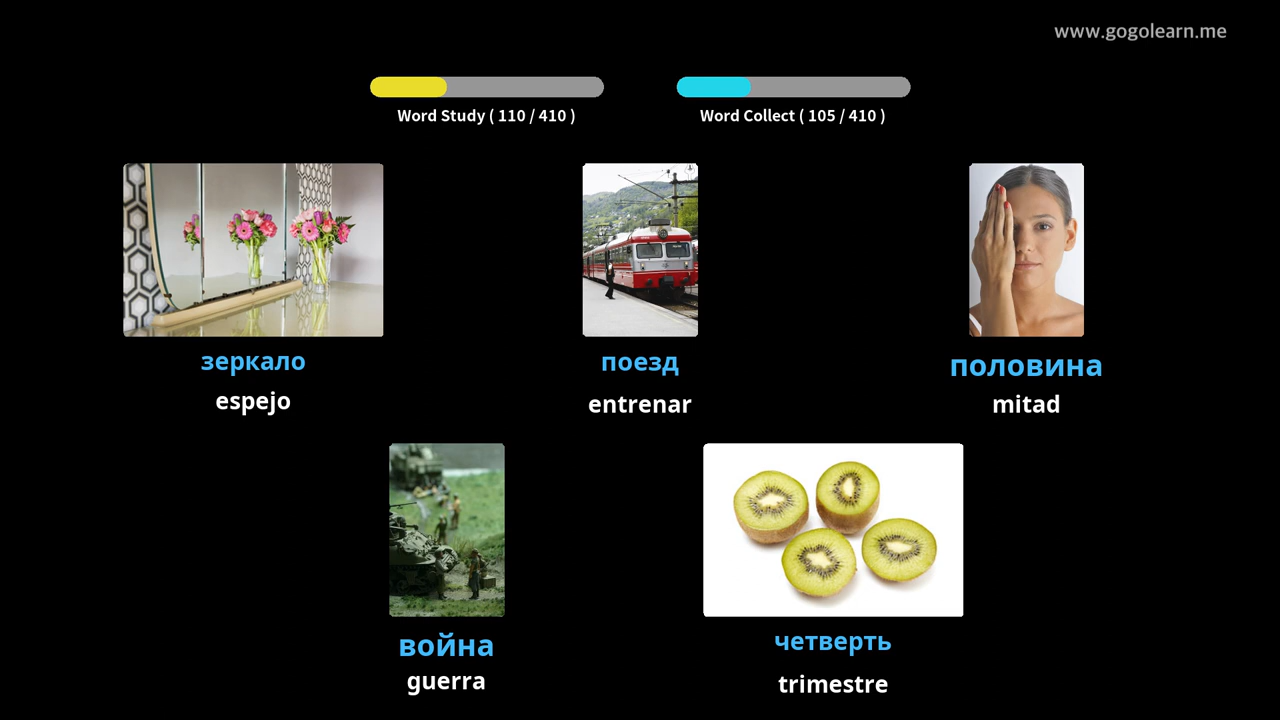 www.gogolearn.me
Word Study ( 110 / 410 )
Word Collect ( 105 / 410 )
зеркало
espejo
поезд
entrenar
половина
mitad
война
guerra
четверть
trimestre